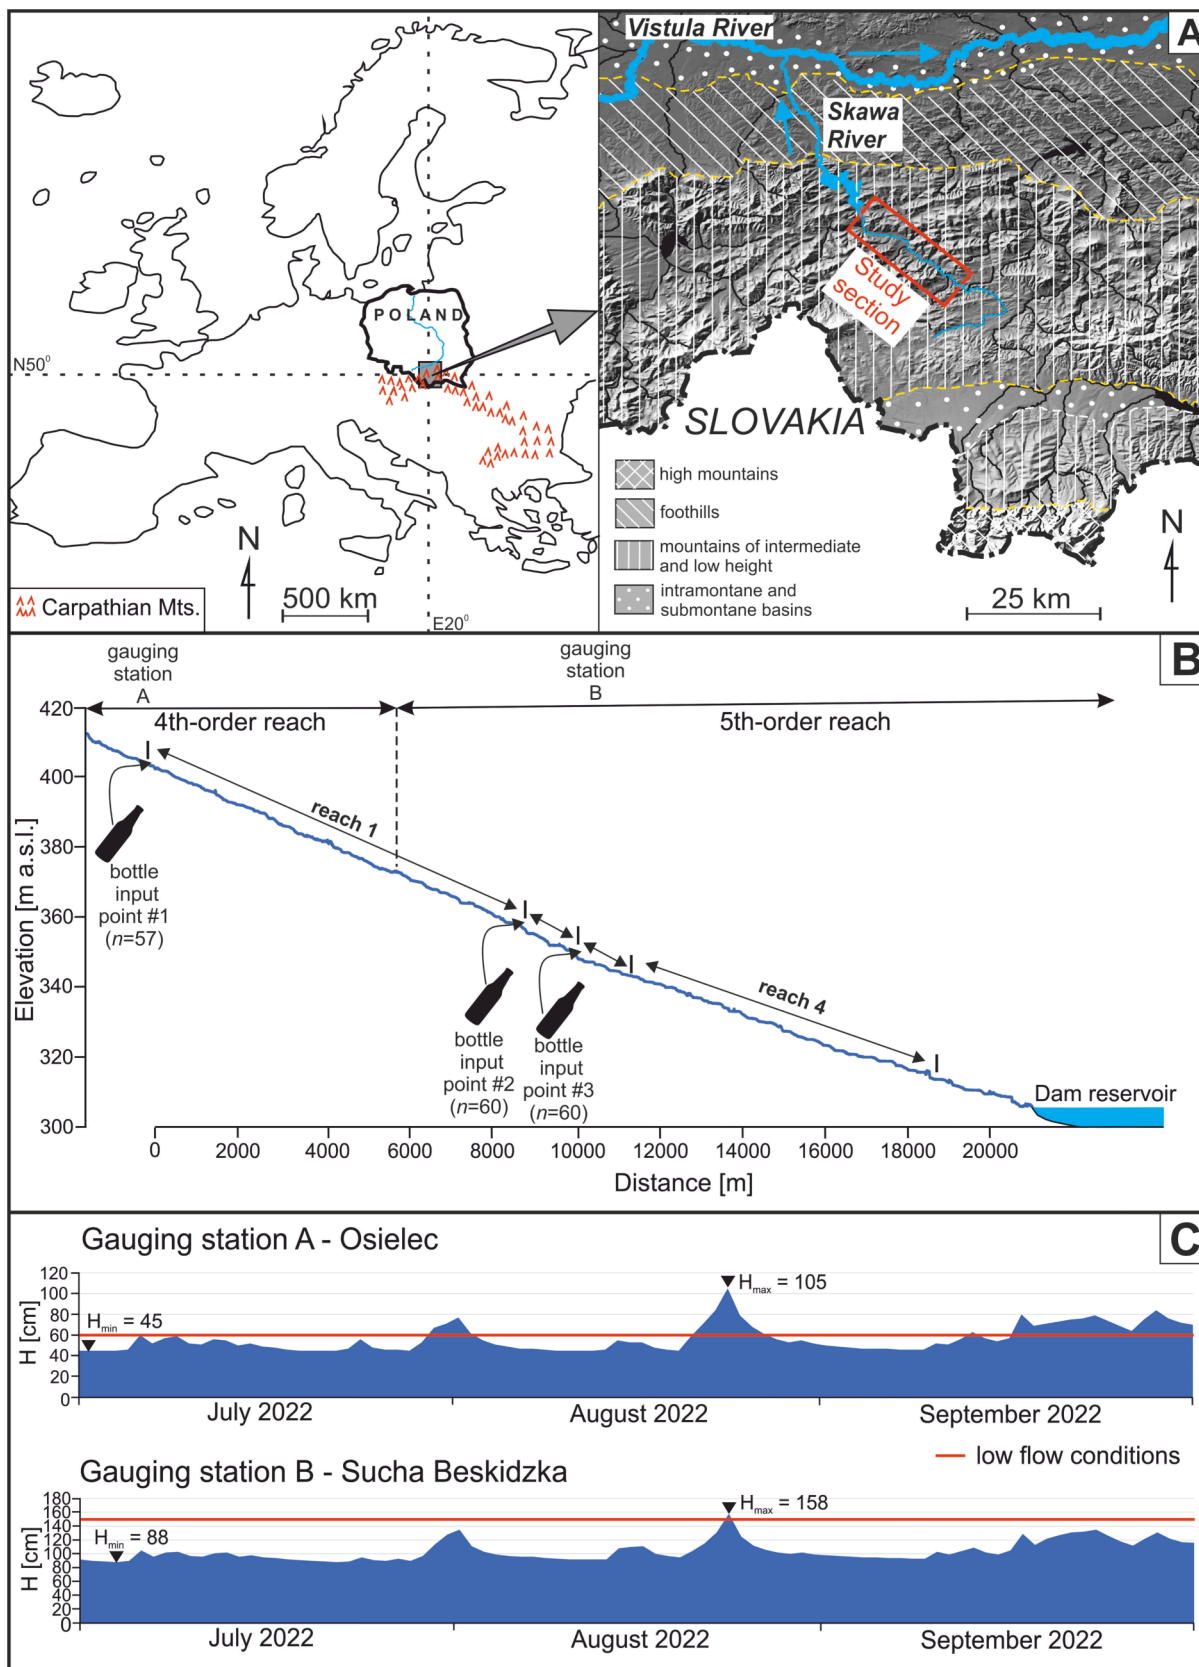 A
Vistula River
Skawa
River
Study
section
POLAND
N50⁰
SLOVAKIA
high mountains
foothills
mountains of intermediate
and low height
intramontane and
submontane basins
N
25 km
N
500 km
Carpathian Mts.
E20⁰
B
gauging
station
A
gauging
station
B
4th-order reach
5th-order reach
Elevation [m a.s.l.]
420
400
380
360
340
320
300
reach 1
reach 4
bottle
input
point #1
(n=57)
bottle
input
point #2
(n=60)
bottle
input
point #3
(n=60)
Dam reservoir
0
2000
4000
6000
8000
10000
12000
14000
16000
18000
20000
Distance [m]
C
Gauging station A - Osielec
H [cm]
120
100
80
60
40
20
0
Hmin = 45
Hmax = 105
July 2022
August 2022
September 2022
low flow conditions
Gauging station B - Sucha Beskidzka
H [cm]
180
160
140
120
100
80
60
40
20
0
Hmin = 88
Hmax = 158
July 2022
August 2022
September 2022